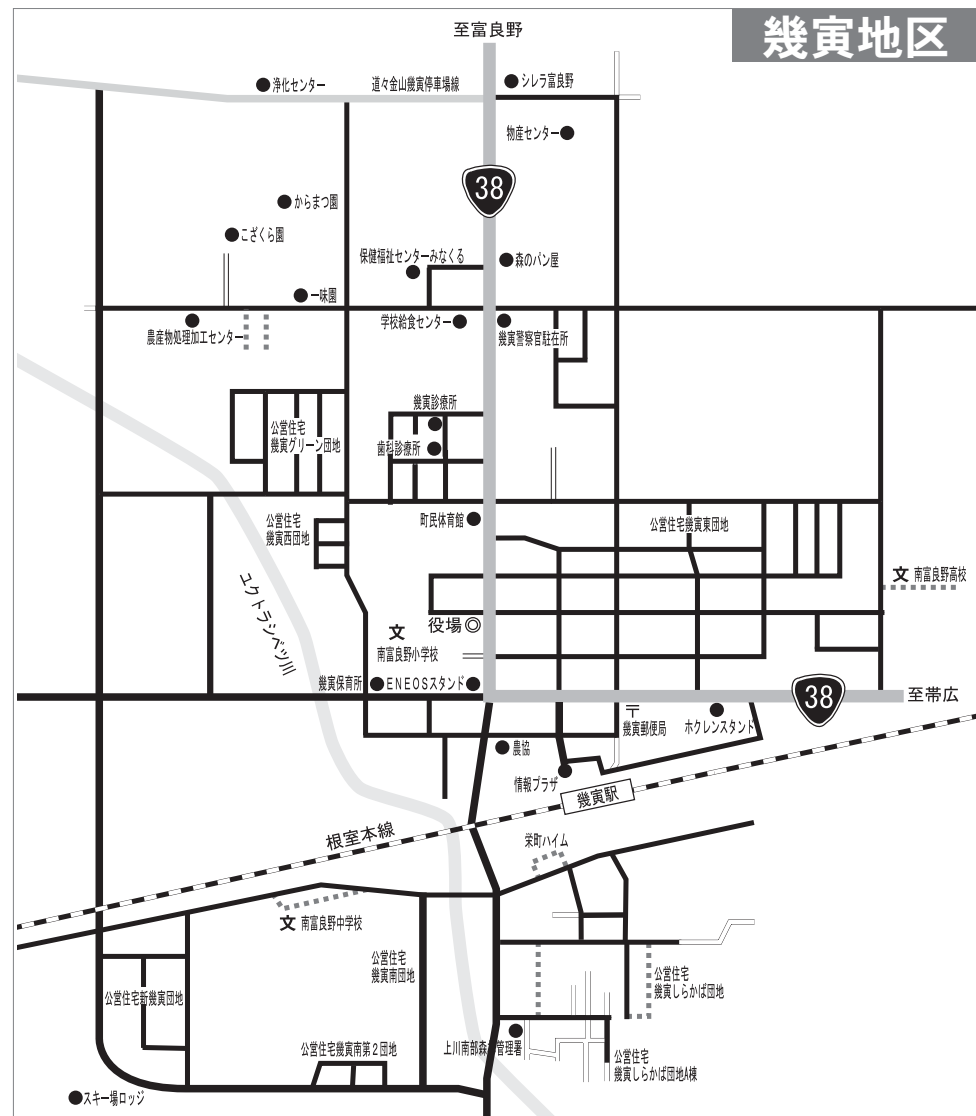 幾寅地区
至富良野
浄化センター
道々金山幾寅停車場線
シレラ富良野
物産センター
38
からまつ園
こざくら園
保健福祉センターみなくる
森のパン屋
一味園
農産物処理加工センター
学校給食センター
幾寅警察官駐在所
幾寅診療所
公営住宅
幾寅グリーン団地
歯科診療所
公営住宅
幾寅西団地
町民体育館
公営住宅幾寅東団地
文 南富良野高校
ユクトラシベツ川
役場◎
文
南富良野小学校
幾寅保育所
ENEOSスタンド
38
至帯広
〒
幾寅郵便局
ホクレンスタンド
農協
情報プラザ
幾寅駅
根室本線
栄町ハイム
文 南富良野中学校
公営住宅
幾寅南団地
公営住宅
幾寅しらかば団地
公営住宅新幾寅団地
公営住宅幾寅南第2団地
上川南部森 管理署
公営住宅
幾寅しらかば団地A棟
スキー場ロッジ